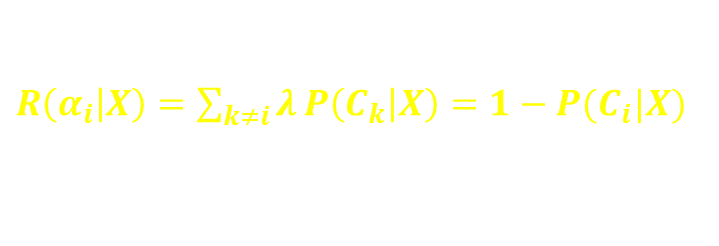 R(αᵢ|X) = ∑ₖ≠ᵢ λ P(Cₖ|X) = 1 − P(Cᵢ|X)